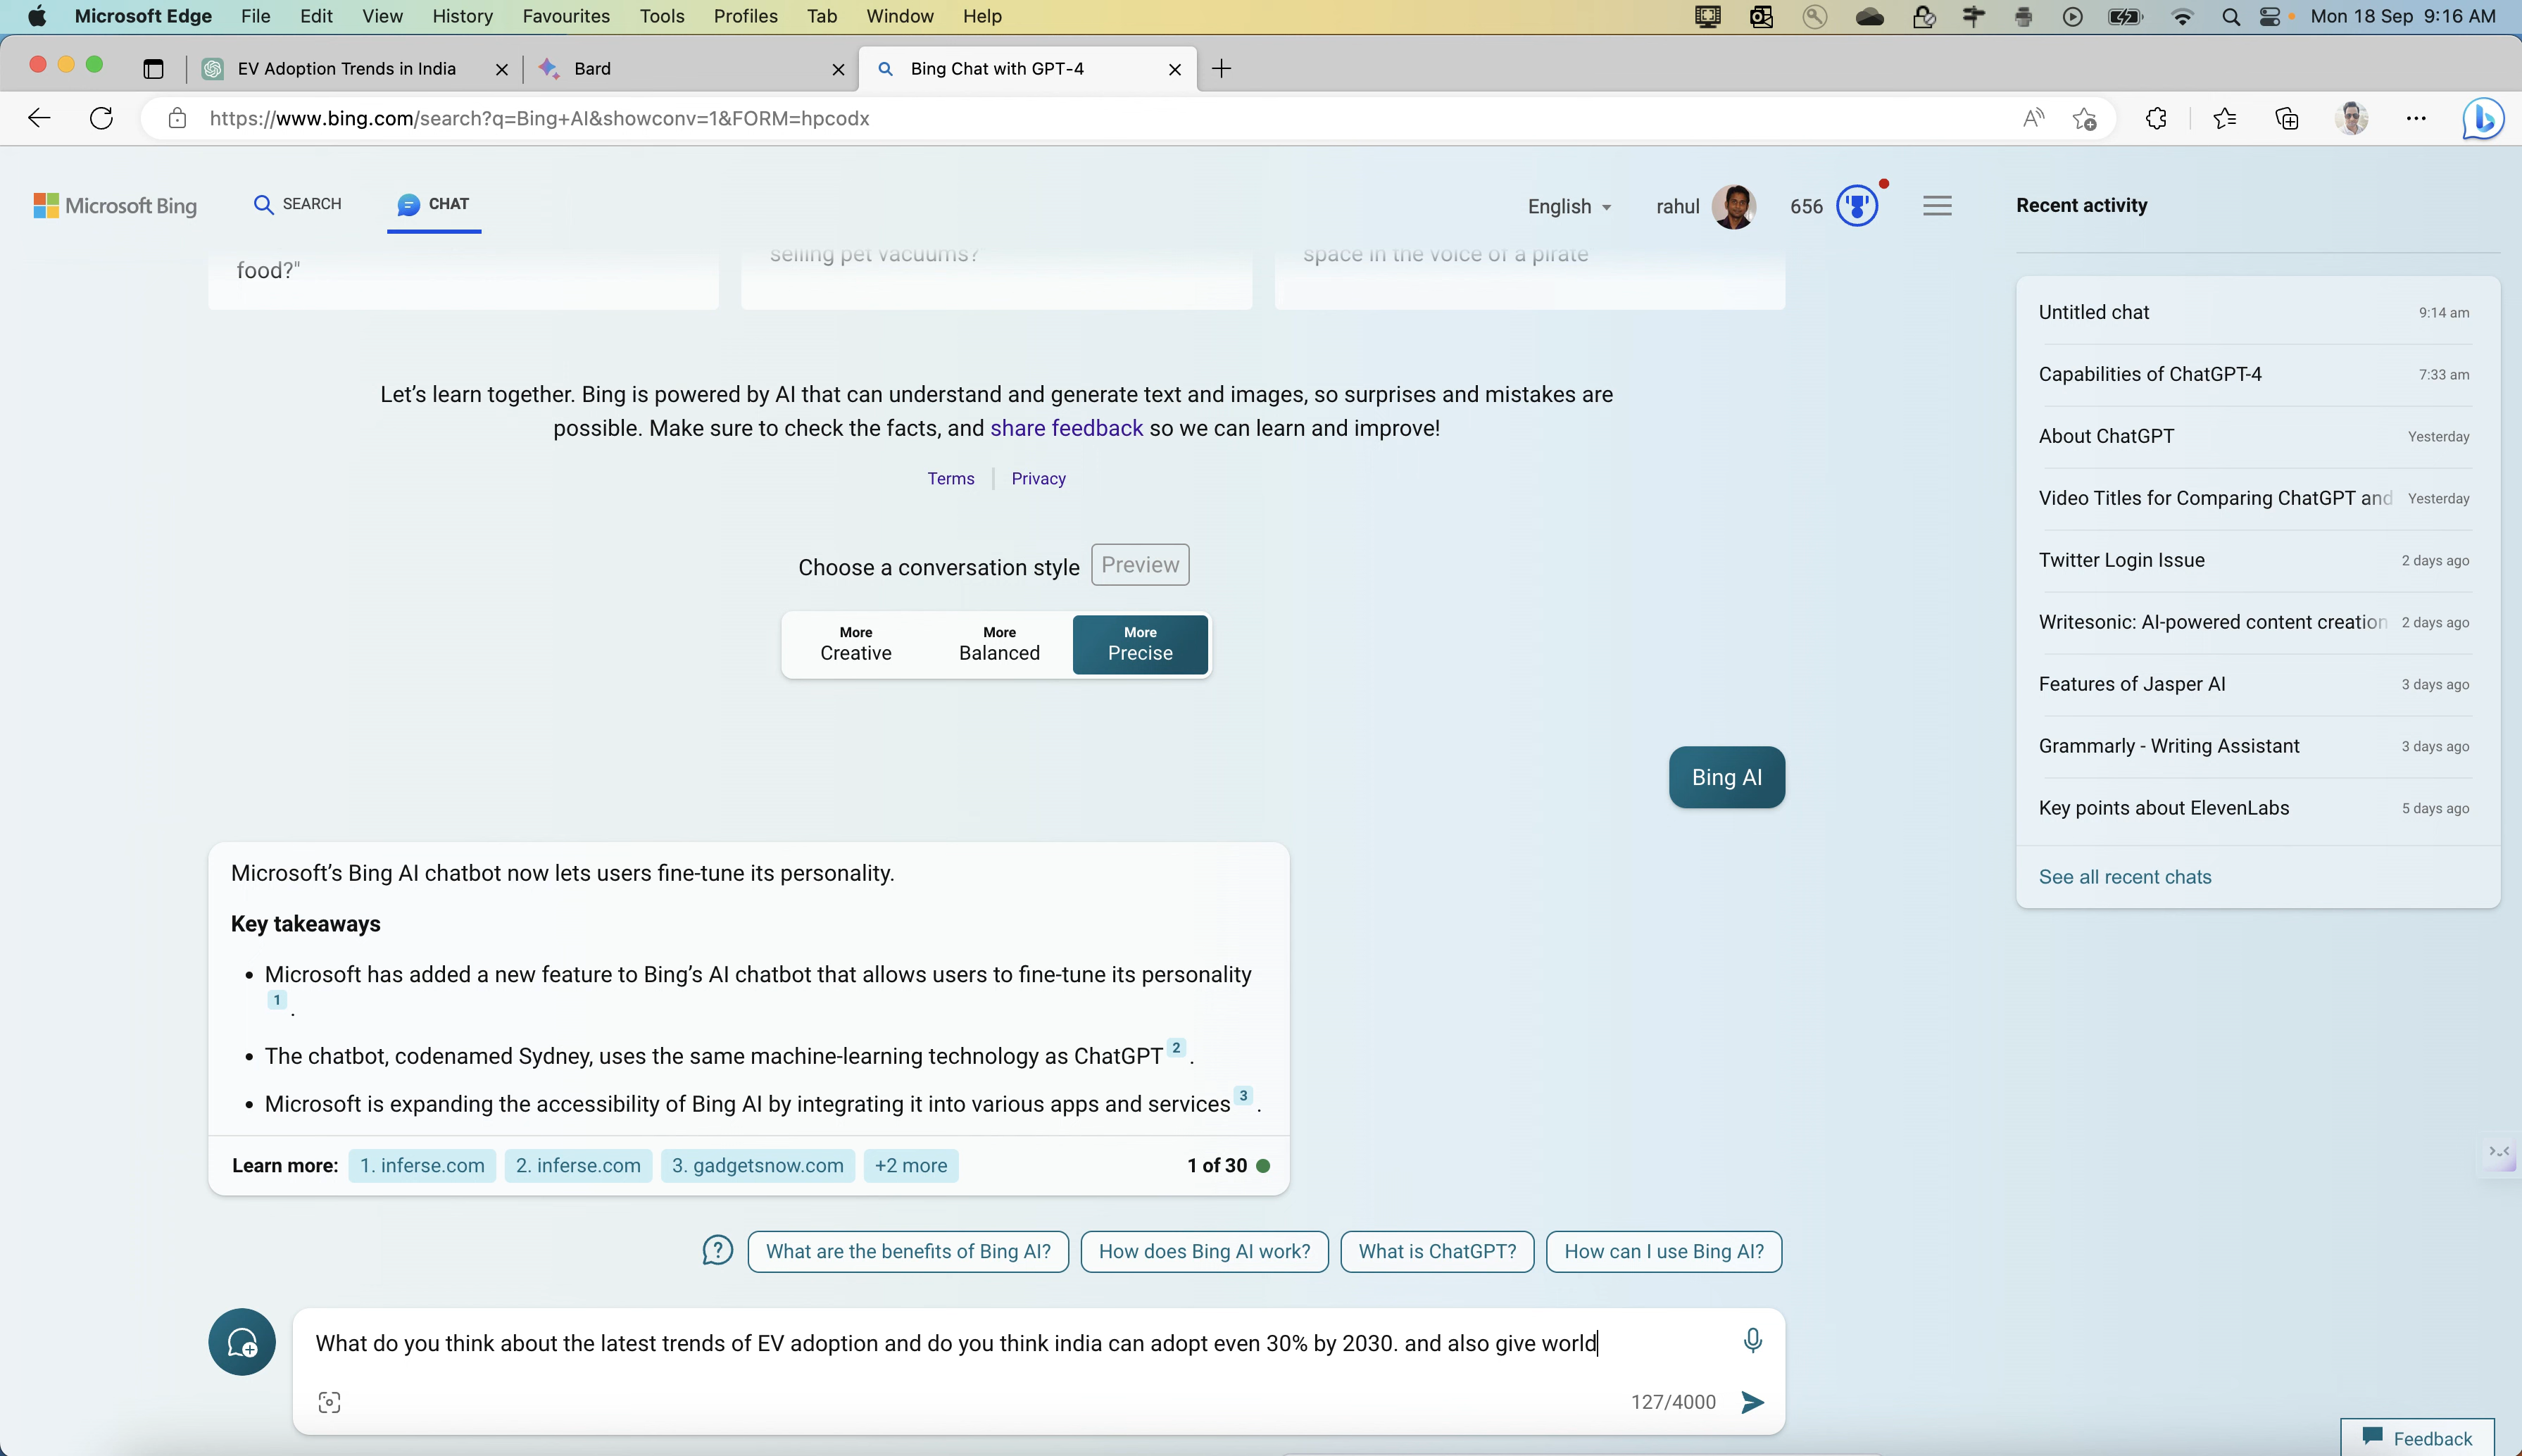 Microsoft Edge File Edit View History Favourites Tools Profiles Tab Window Help Mon 18 Sep 9:16 AM
EV Adoption Trends in India Bard Bing Chat with GPT-4
https://www.bing.com/search?q=Bing+AI&showconv=1&FORM=hpcodx
Microsoft Bing SEARCH CHAT English rahul 656 Recent activity
food?" selling pet vacuums? space in the voice of a pirate
Let's learn together. Bing is powered by AI that can understand and generate text and images, so surprises and mistakes are
possible. Make sure to check the facts, and share feedback so we can learn and improve!
Terms Privacy
Choose a conversation style Preview
More Creative More Balanced More Precise
Bing AI
Microsoft's Bing AI chatbot now lets users fine-tune its personality.
Key takeaways
• Microsoft has added a new feature to Bing's AI chatbot that allows users to fine-tune its personality
1 .
• The chatbot, codenamed Sydney, uses the same machine-learning technology as ChatGPT 2 .
• Microsoft is expanding the accessibility of Bing AI by integrating it into various apps and services 3 .
Learn more: 1. inferse.com 2. inferse.com 3. gadgetsnow.com +2 more 1 of 30
What are the benefits of Bing AI? How does Bing AI work? What is ChatGPT? How can I use Bing AI?
What do you think about the latest trends of EV adoption and do you think india can adopt even 30% by 2030. and also give world
127/4000
Untitled chat 9:14 am
Capabilities of ChatGPT-4 7:33 am
About ChatGPT Yesterday
Video Titles for Comparing ChatGPT and Yesterday
Twitter Login Issue 2 days ago
Writesonic: AI-powered content creation 2 days ago
Features of Jasper AI 3 days ago
Grammarly - Writing Assistant 3 days ago
Key points about ElevenLabs 5 days ago
See all recent chats
Feedback